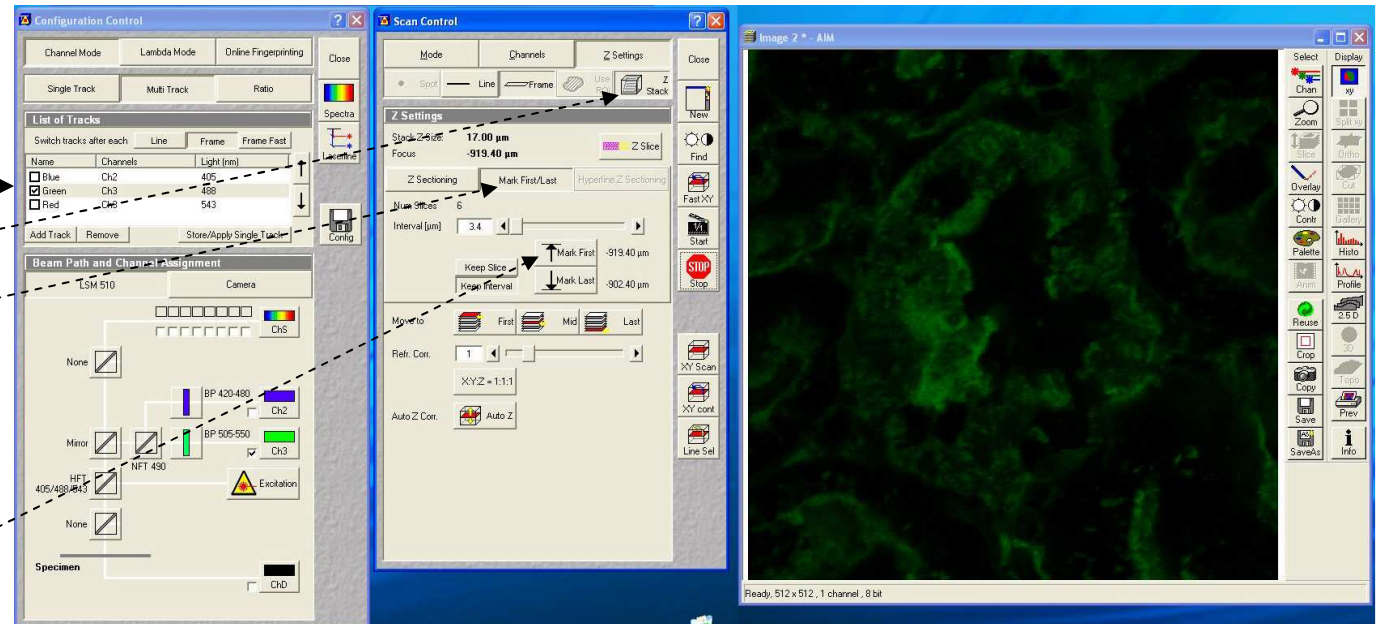 Configuration Control
Channel Mode
Lambda Mode
Online Fingerprinting
Close
Single Track
Multi Track
Ratio
Spectra
List of Tracks
Switch tracks after each
Line
Frame
Frame Fast
Laserline
Name
Channels
Light (nm)
Blue
Ch2
405
Green
Ch3
488
Red
Ch3
543
Add Track
Remove
Store/Apply Single Track
Config
Beam Path and Channel Assignment
LSM 510
Camera
ChS
None
BP 420-480
Ch2
BP 505-550
Mirror
Ch3
NFT 490
HFT
405/488/543
Excitation
None
Specimen
ChD
Scan Control
Mode
Channels
Z Settings
Close
Spot
Line
Frame
Use
ROI
Z
Stack
New
Z Settings
Stack Z Size:
17.00 µm
Focus
-919.40 µm
Z Slice
Find
Z Sectioning
Mark First/Last
Hyperfine Z Sectioning
Fast XY
Num Slices
6
Interval [µm]
3.4
Start
Mark First
-919.40 µm
Keep Slice
Keep Interval
Mark Last
-902.40 µm
STOP
Stop
Move to
First
Mid
Last
Refr. Corr.
1
XY Scan
X:Y:Z = 1:1:1
Auto Z Corr.
Auto Z
XY cont
Line Sel
Image 2 * - AIM
Select
Display
Chan
xy
Zoom
Split xy
Slice
Ortho
Overlay
Cut
Contr
Gallery
Palette
Histo
Anim
Profile
Reuse
2.5 D
Crop
3D
Copy
Topo
Save
Prev
SaveAs
Info
Ready, 512 x 512 , 1 channel , 8 bit